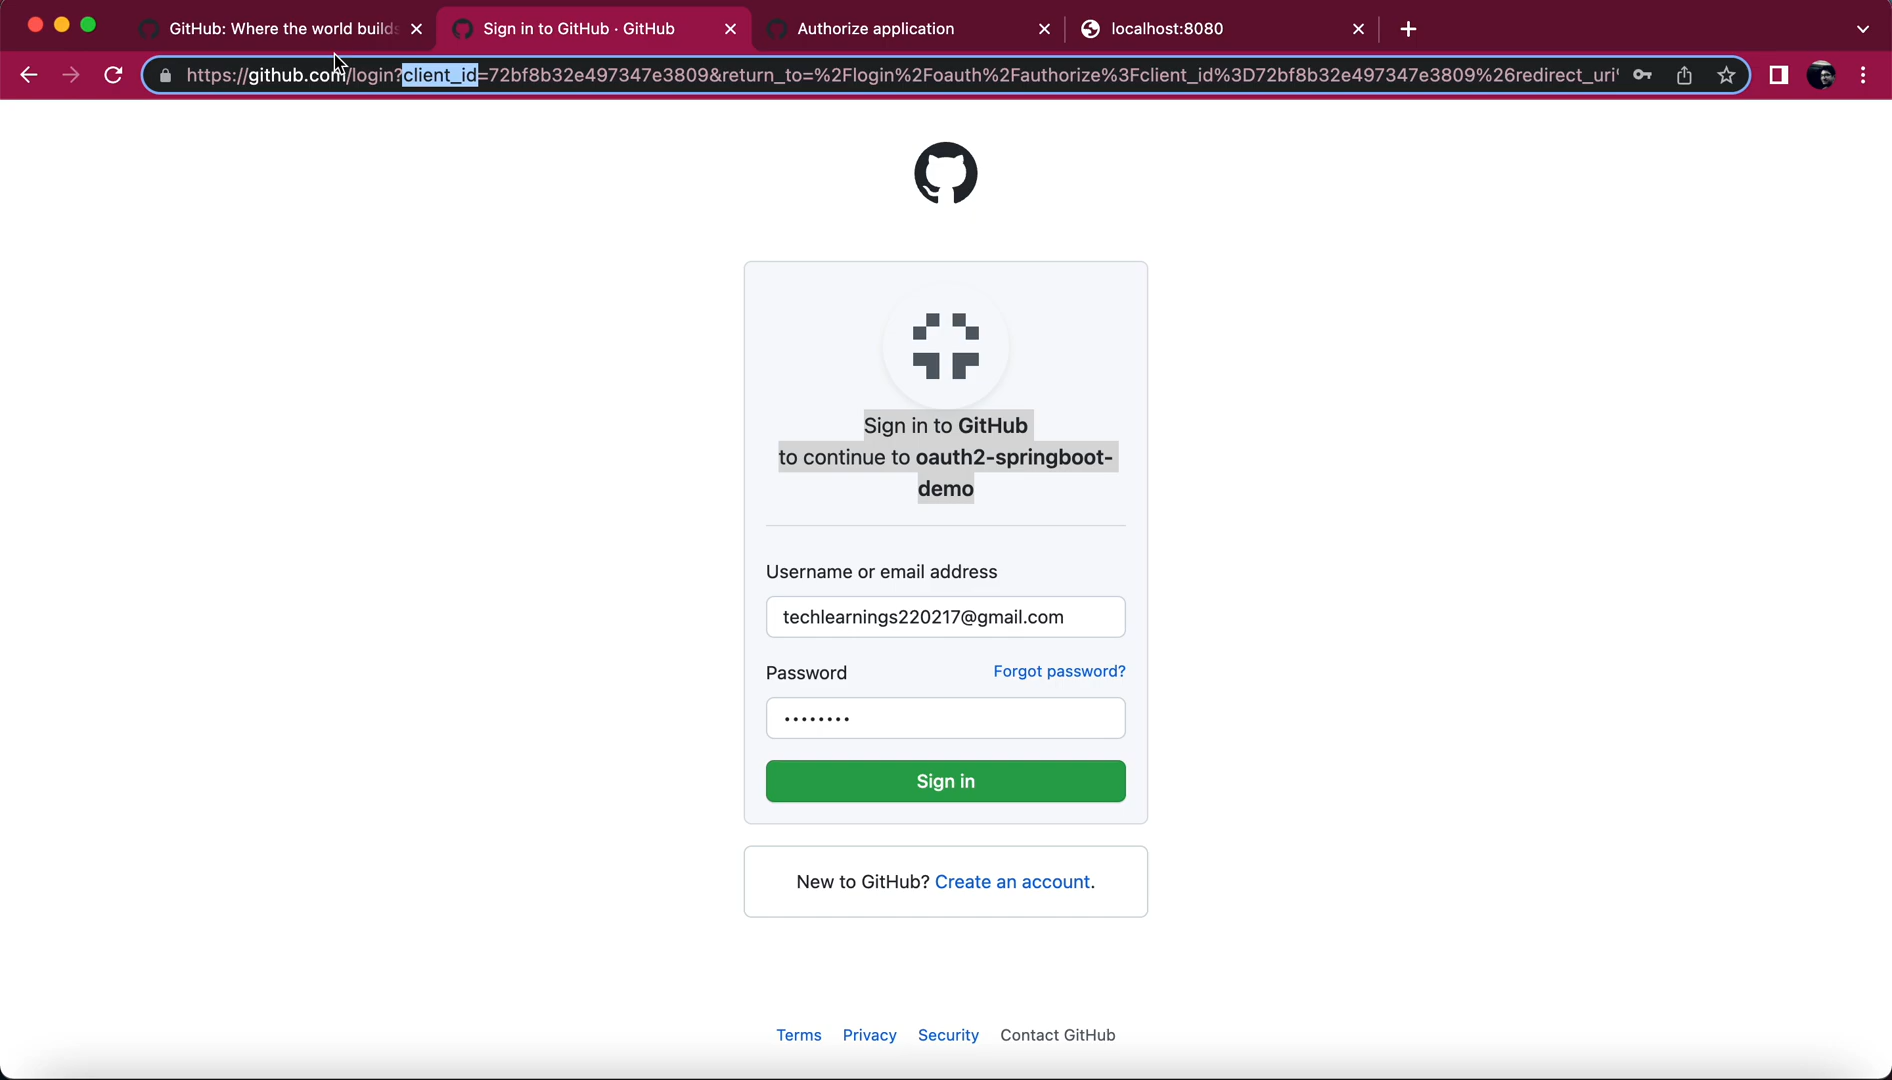 GitHub: Where the world builds
Sign in to GitHub · GitHub
Authorize application
localhost:8080
https://github.com/login?client_id=72bf8b32e497347e3809&return_to=%2Flogin%2Foauth%2Fauthorize%3Fclient_id%3D72bf8b32e497347e3809%26redirect_uri
Sign in to GitHub
to continue to oauth2-springboot-
demo
Username or email address
techlearnings220217@gmail.com
Password Forgot password?
••••••••
Sign in
New to GitHub? Create an account.
Terms Privacy Security Contact GitHub